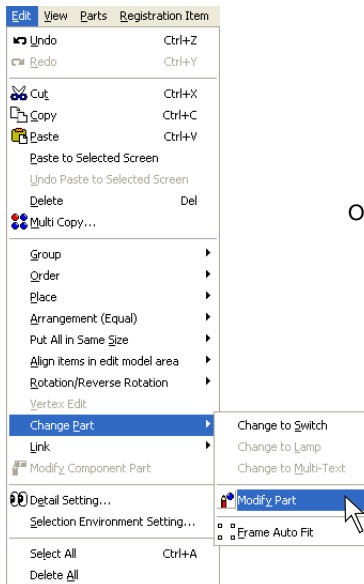 Edit View Parts Registration Item
Undo Ctrl+Z
Redo Ctrl+Y
Cut Ctrl+X
Copy Ctrl+C
Paste Ctrl+V
Paste to Selected Screen
Undo Paste to Selected Screen
Delete Del
Multi Copy...
O
Group
Order
Place
Arrangement (Equal)
Put All in Same Size
Align items in edit model area
Rotation/Reverse Rotation
Vertex Edit
Change Part
Change to Switch
Link
Change to Lamp
Modify Component Part
Change to Multi-Text
Detail Setting...
Modify Part
Selection Environment Setting...
Frame Auto Fit
Select All Ctrl+A
Delete All